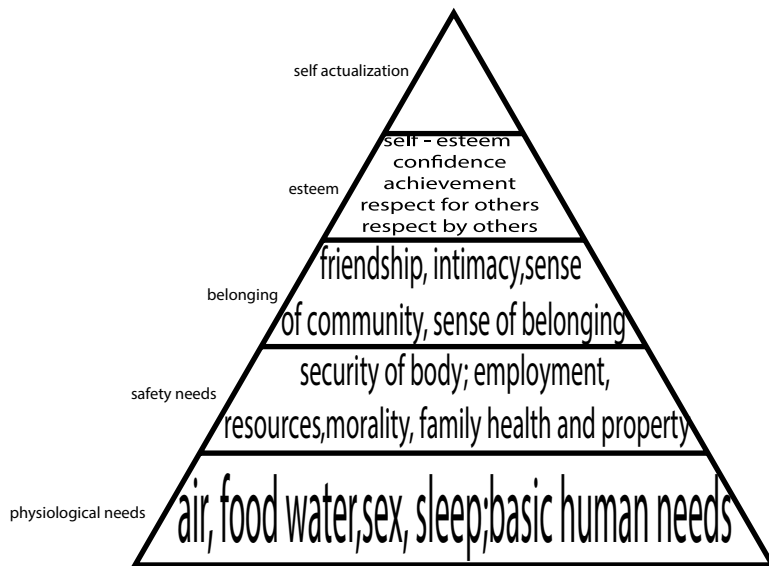 self actualization
self - esteem
confidence
achievement
esteem
respect for others
respect by others
friendship, intimacy,sense
belonging
of community, sense of belonging
security of body; employment,
safety needs
resources,morality, family health and property
physiological needs
air, food water,sex, sleep;basic human needs